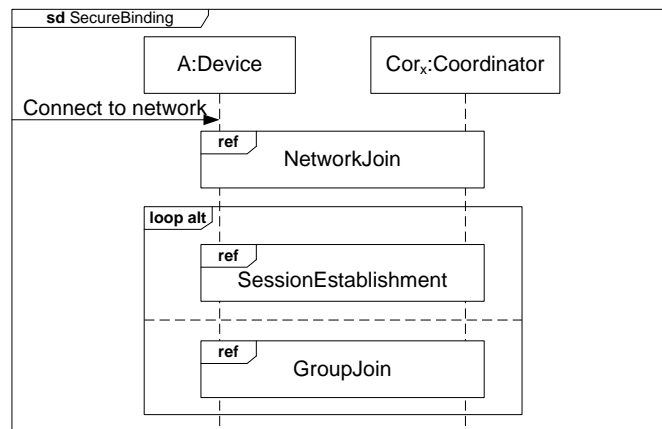 sd SecureBinding
A:Device
Corx:Coordinator
Connect to network
ref
NetworkJoin
loop alt
ref
SessionEstablishment
ref
GroupJoin